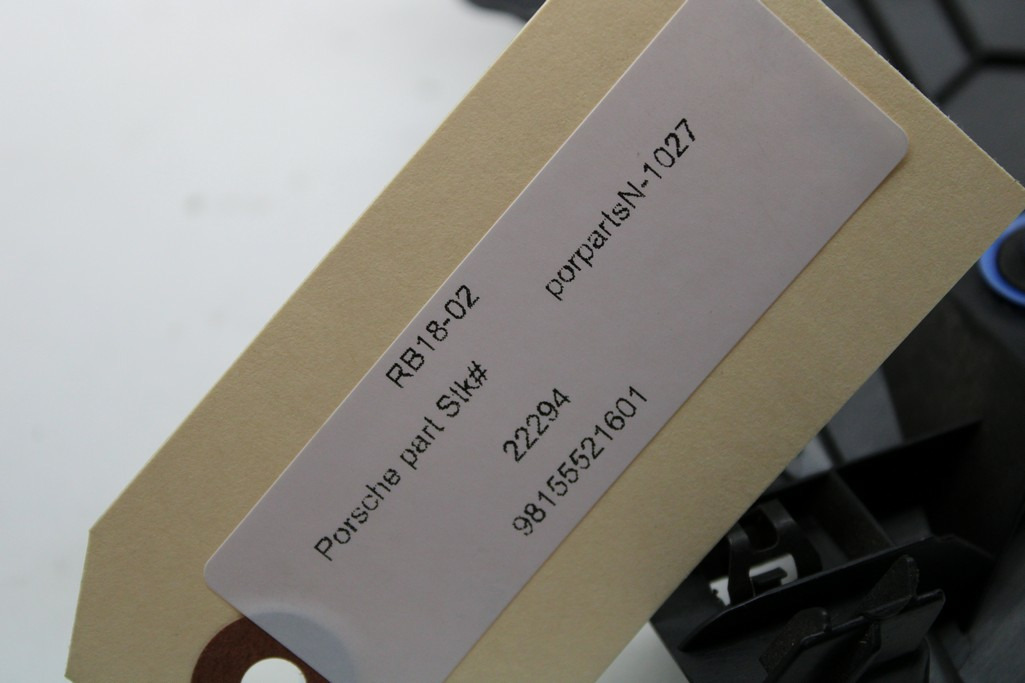 RB18-02
porpartsN-1027
Porsche part Stk#
22294
98155521601